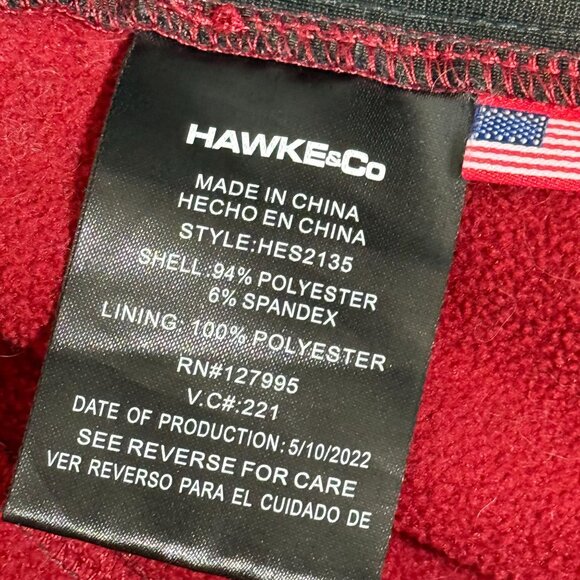 HAWKE&Co
MADE IN CHINA
HECHO EN CHINA
STYLE:HES2135
SHELL:94% POLYESTER
6% SPANDEX
LINING: 100% POLYESTER
RN#127995
V.C#:221
DATE OF PRODUCTION:5/10/2022
SEE REVERSE FOR CARE
VER REVERSO PARA EL CUIDADO DE